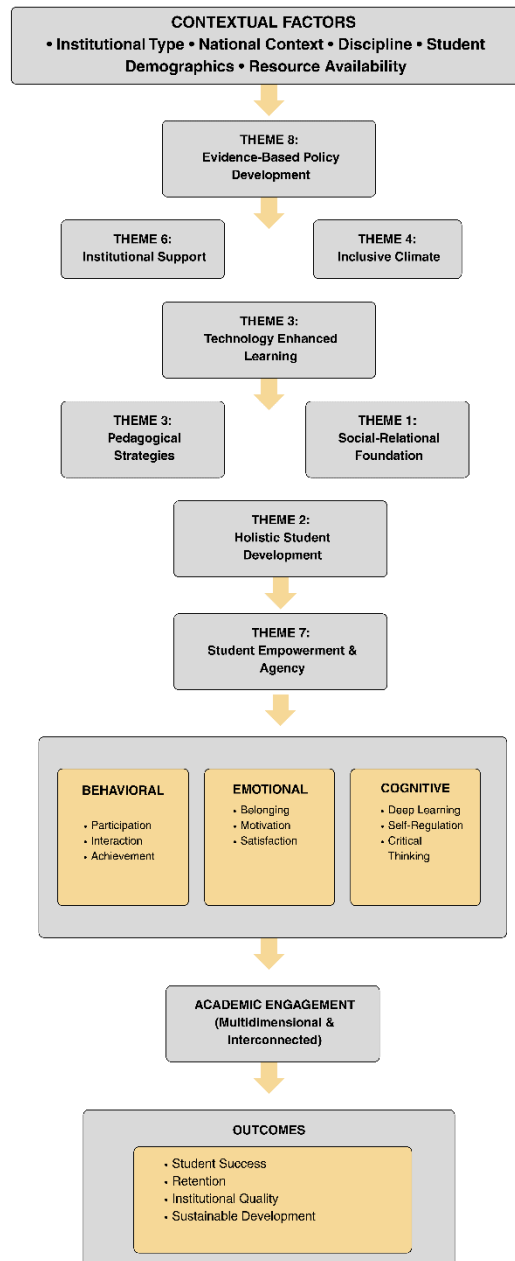 CONTEXTUAL FACTORS
• Institutional Type • National Context • Discipline • Student
Demographics • Resource Availability
THEME 8:
Evidence-Based Policy
Development
THEME 6:
Institutional Support
THEME 4:
Inclusive Climate
THEME 3:
Technology Enhanced
Learning
THEME 3:
Pedagogical
Strategies
THEME 1:
Social-Relational
Foundation
THEME 2:
Holistic Student
Development
THEME 7:
Student Empowerment &
Agency
BEHAVIORAL
• Participation
• Interaction
• Achievement
EMOTIONAL
• Belonging
• Motivation
• Satisfaction
COGNITIVE
• Deep Learning
• Self-Regulation
• Critical
Thinking
ACADEMIC ENGAGEMENT
(Multidimensional &
Interconnected)
OUTCOMES
• Student Success
• Retention
• Institutional Quality
• Sustainable Development